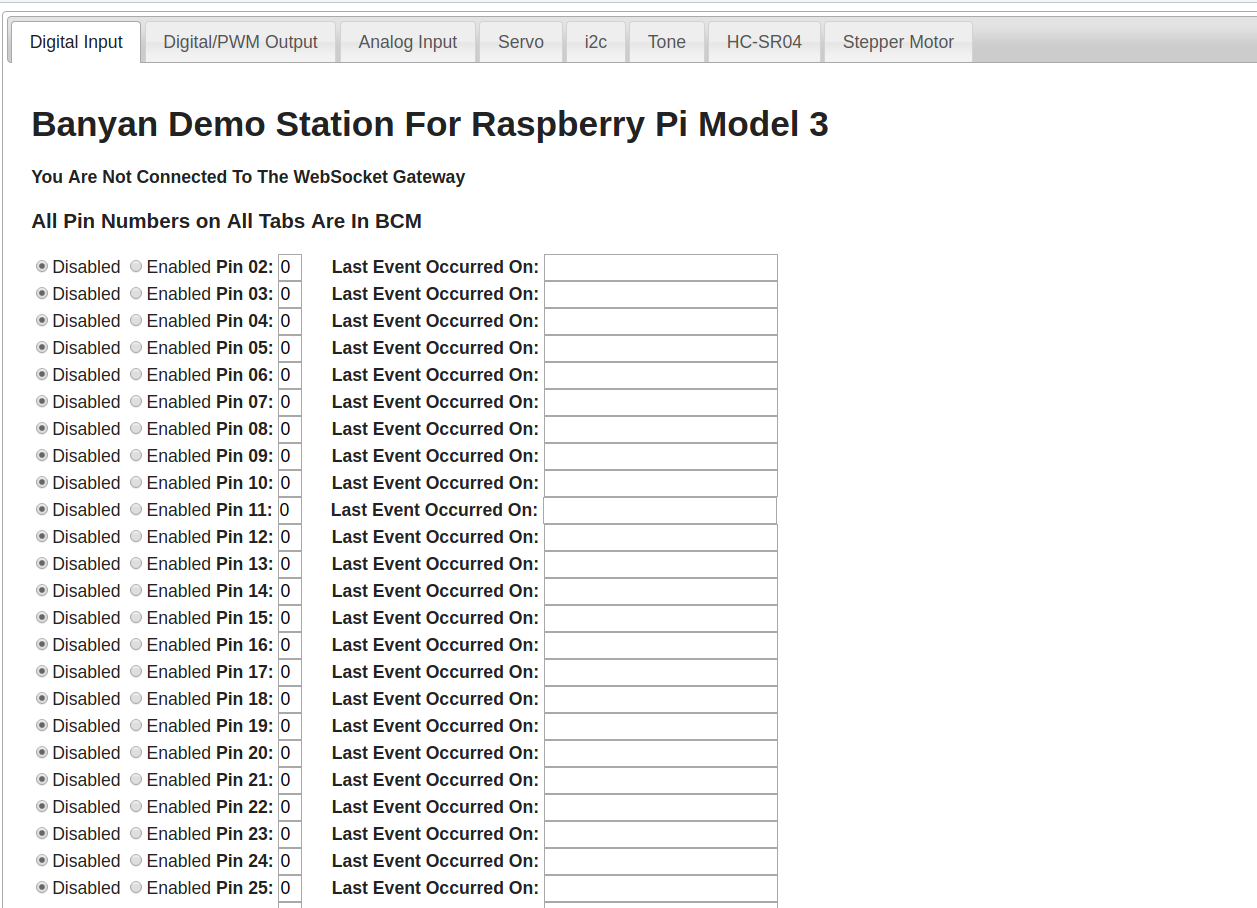 Digital Input Digital/PWM Output Analog Input Servo i2c Tone HC-SR04 Stepper Motor
Banyan Demo Station For Raspberry Pi Model 3
You Are Not Connected To The WebSocket Gateway
All Pin Numbers on All Tabs Are In BCM
Disabled Enabled Pin 02: 0 Last Event Occurred On:
Disabled Enabled Pin 03: 0 Last Event Occurred On:
Disabled Enabled Pin 04: 0 Last Event Occurred On:
Disabled Enabled Pin 05: 0 Last Event Occurred On:
Disabled Enabled Pin 06: 0 Last Event Occurred On:
Disabled Enabled Pin 07: 0 Last Event Occurred On:
Disabled Enabled Pin 08: 0 Last Event Occurred On:
Disabled Enabled Pin 09: 0 Last Event Occurred On:
Disabled Enabled Pin 10: 0 Last Event Occurred On:
Disabled Enabled Pin 11: 0 Last Event Occurred On:
Disabled Enabled Pin 12: 0 Last Event Occurred On:
Disabled Enabled Pin 13: 0 Last Event Occurred On:
Disabled Enabled Pin 14: 0 Last Event Occurred On:
Disabled Enabled Pin 15: 0 Last Event Occurred On:
Disabled Enabled Pin 16: 0 Last Event Occurred On:
Disabled Enabled Pin 17: 0 Last Event Occurred On:
Disabled Enabled Pin 18: 0 Last Event Occurred On:
Disabled Enabled Pin 19: 0 Last Event Occurred On:
Disabled Enabled Pin 20: 0 Last Event Occurred On:
Disabled Enabled Pin 21: 0 Last Event Occurred On:
Disabled Enabled Pin 22: 0 Last Event Occurred On:
Disabled Enabled Pin 23: 0 Last Event Occurred On:
Disabled Enabled Pin 24: 0 Last Event Occurred On:
Disabled Enabled Pin 25: 0 Last Event Occurred On: